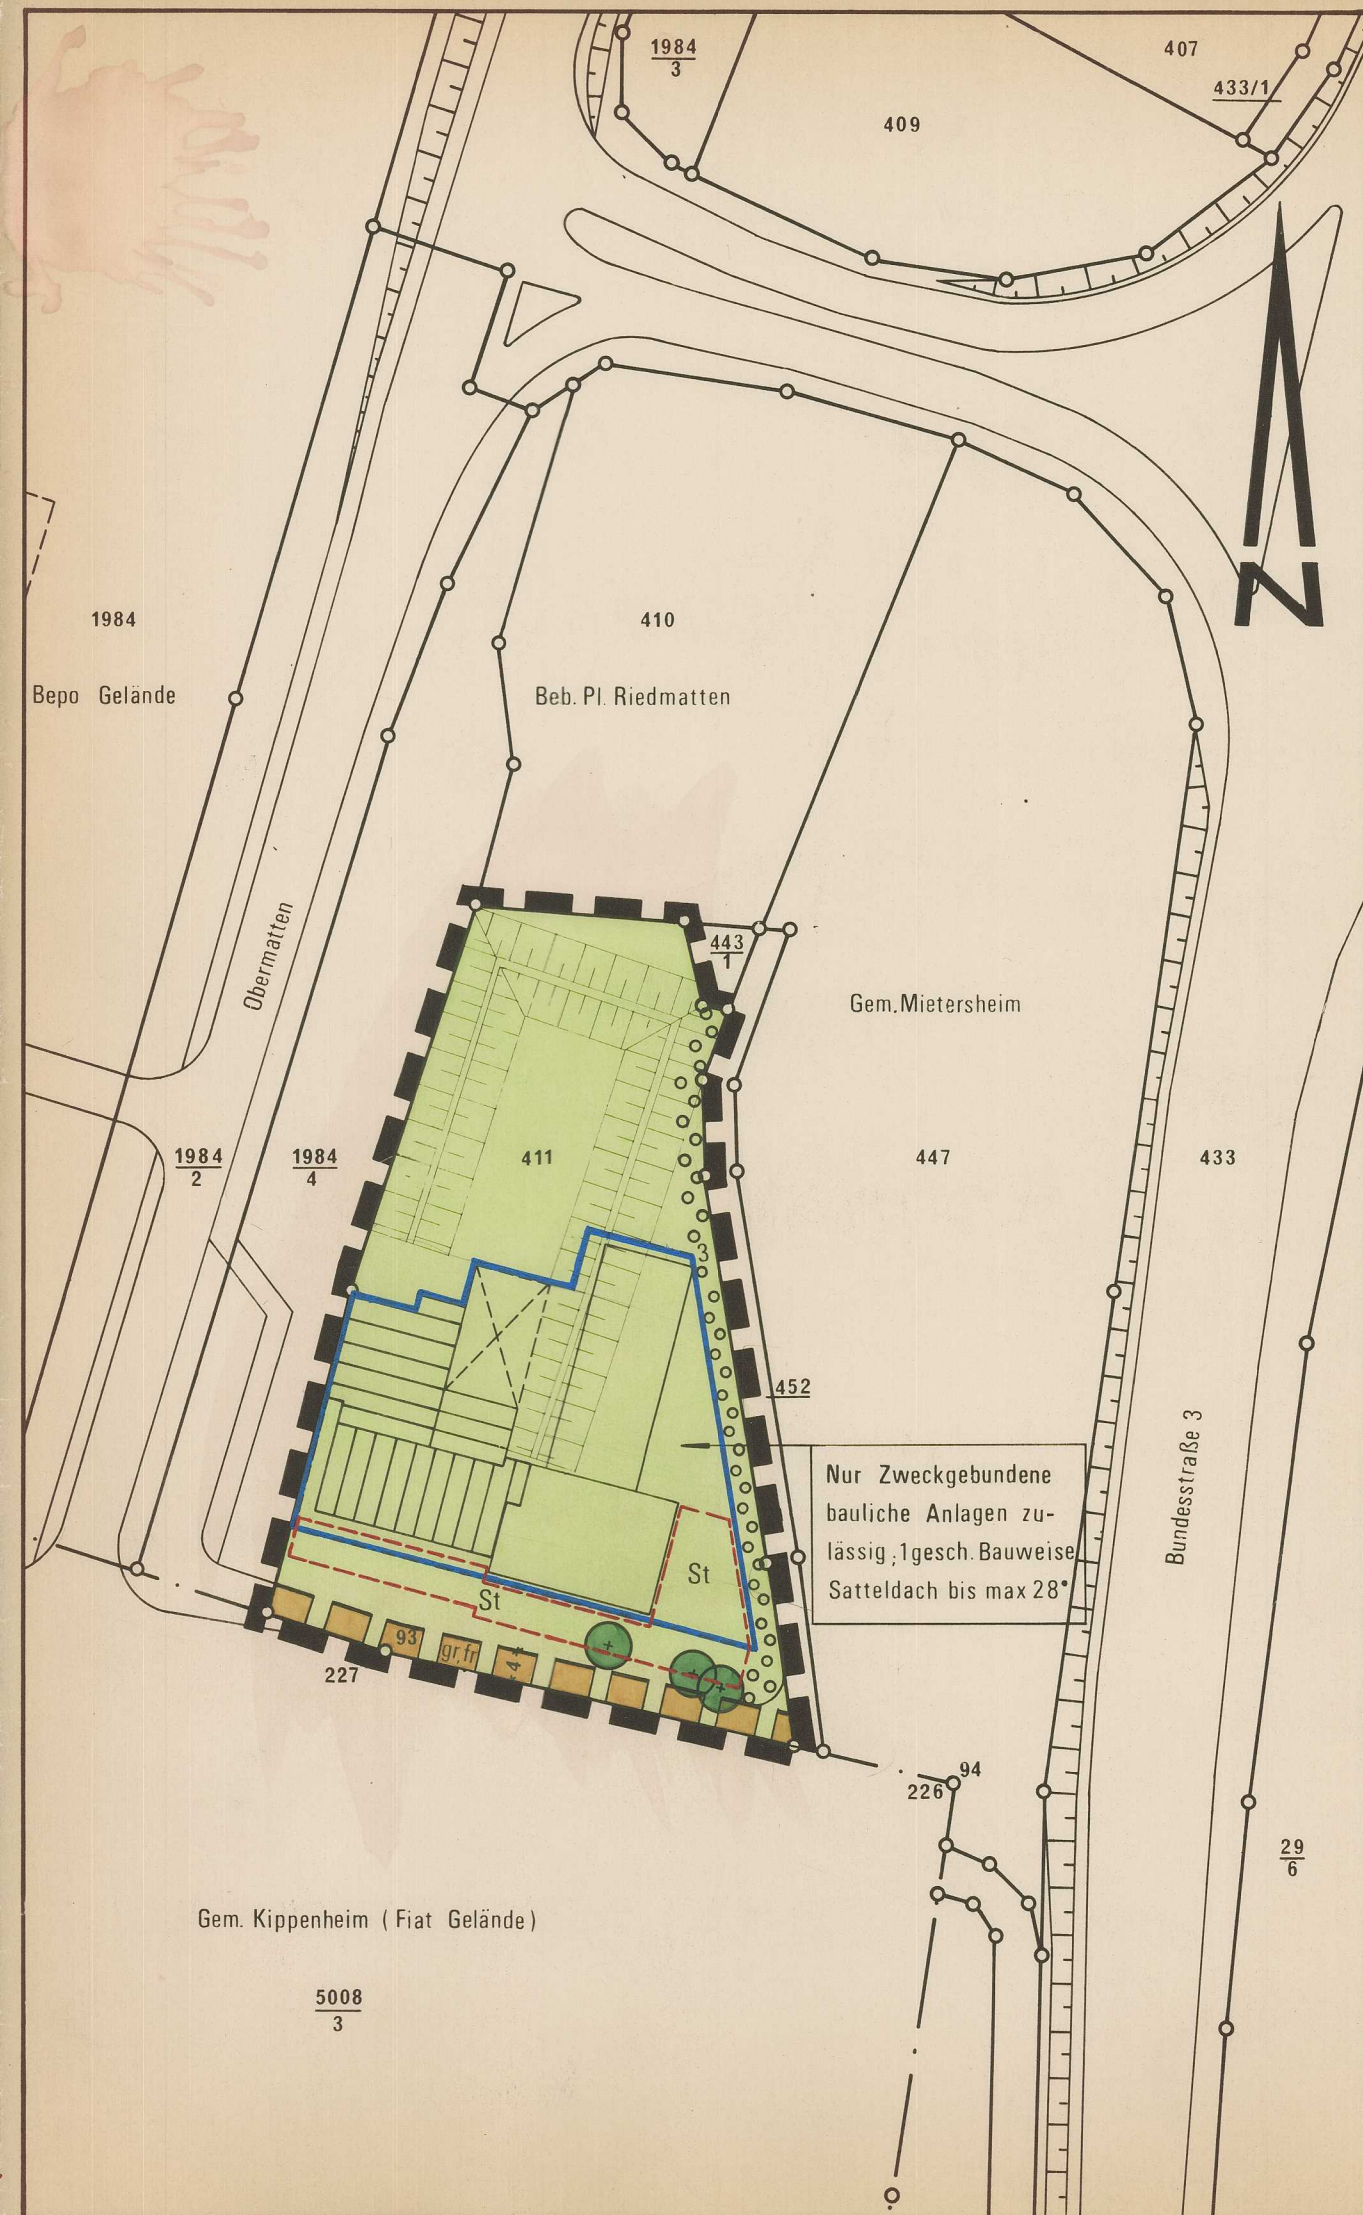 1984
3
407
433/1
409
N
1984
410
Bepo Gelände
Beb. Pl. Riedmatten
Obermatten
443
1
Gem. Mietersheim
1984
2
1984
4
411
447
433
3
452
Nur Zweckgebundene
bauliche Anlagen zu-
lässig ; 1gesch. Bauweise
Satteldach bis max 28°
Bundesstraße 3
St
St
93
gr,fr
4
227
94
226
29
6
Gem. Kippenheim ( Fiat Gelände )
5008
3